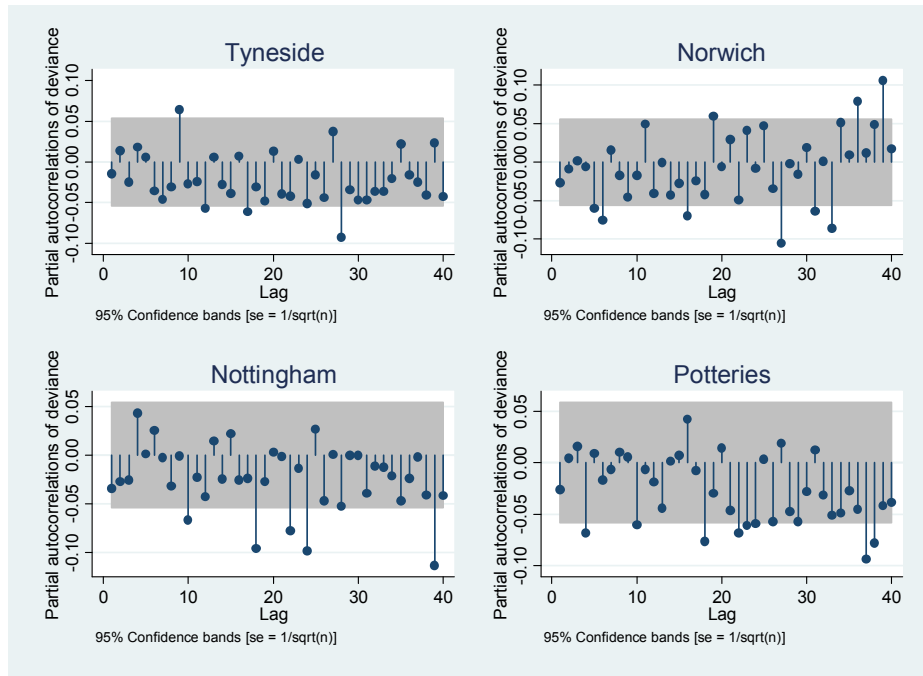 Tyneside
Partial autocorrelations of deviance
0.10
0.05
0.00
-0.05
-0.10
0 10 20 30 40
Lag
95% Confidence bands [se = 1/sqrt(n)]
Norwich
Partial autocorrelations of deviance
0.10
0.05
0.00
-0.05
-0.10
0 10 20 30 40
Lag
95% Confidence bands [se = 1/sqrt(n)]
Nottingham
Partial autocorrelations of deviance
0.05
0.00
-0.05
-0.10
0 10 20 30 40
Lag
95% Confidence bands [se = 1/sqrt(n)]
Potteries
Partial autocorrelations of deviance
0.05
0.00
-0.05
-0.10
0 10 20 30 40
Lag
95% Confidence bands [se = 1/sqrt(n)]